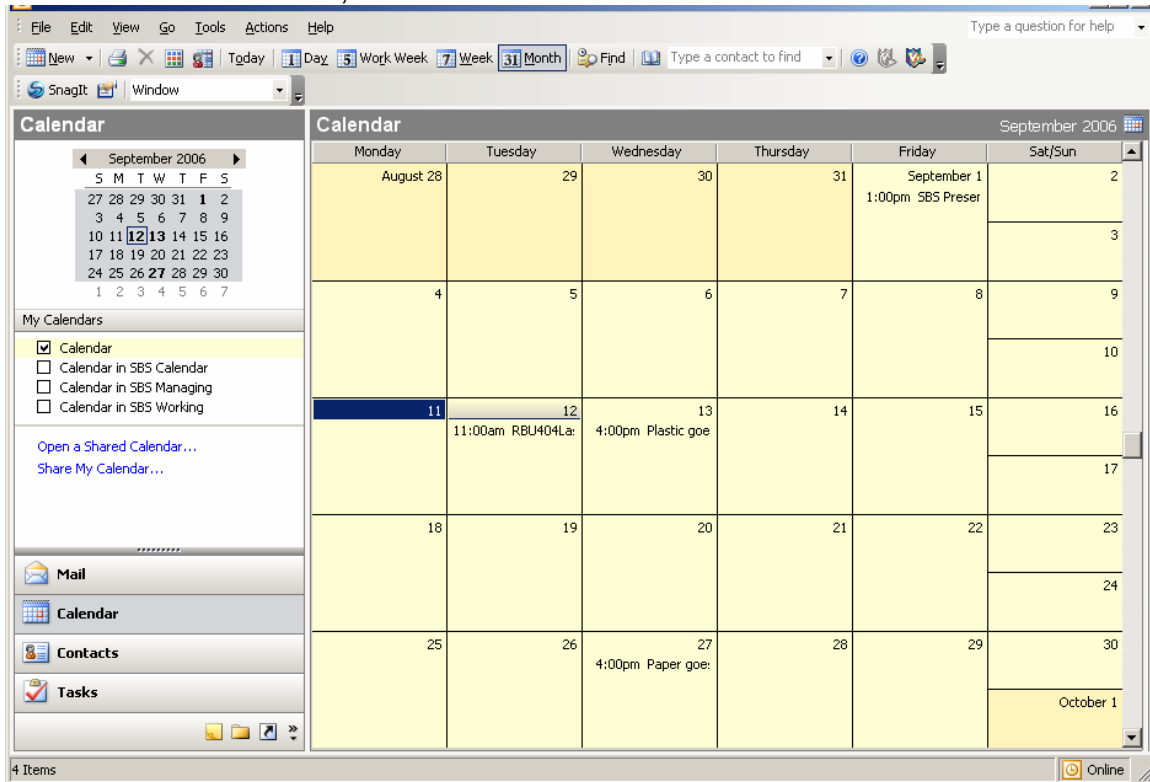 File Edit View Go Tools Actions Help Type a question for help
New Today 1 Day 5 Work Week 7 Week 31 Month Find Type a contact to find
SnagIt Window
Calendar
September 2006
S M T W T F S
27 28 29 30 31 1 2
3 4 5 6 7 8 9
10 11 12 13 14 15 16
17 18 19 20 21 22 23
24 25 26 27 28 29 30
1 2 3 4 5 6 7
My Calendars
Calendar
Calendar in SBS Calendar
Calendar in SBS Managing
Calendar in SBS Working
Open a Shared Calendar...
Share My Calendar...
Mail
Calendar
Contacts
Tasks
Calendar September 2006
Monday Tuesday Wednesday Thursday Friday Sat/Sun
August 28 29 30 31 September 1 2
1:00pm SBS Preser
3
4 5 6 7 8 9
10
11 12 13 14 15 16
11:00am RBU404La 4:00pm Plastic goe
17
18 19 20 21 22 23
24
25 26 27 28 29 30
4:00pm Paper goe
October 1
4 Items Online